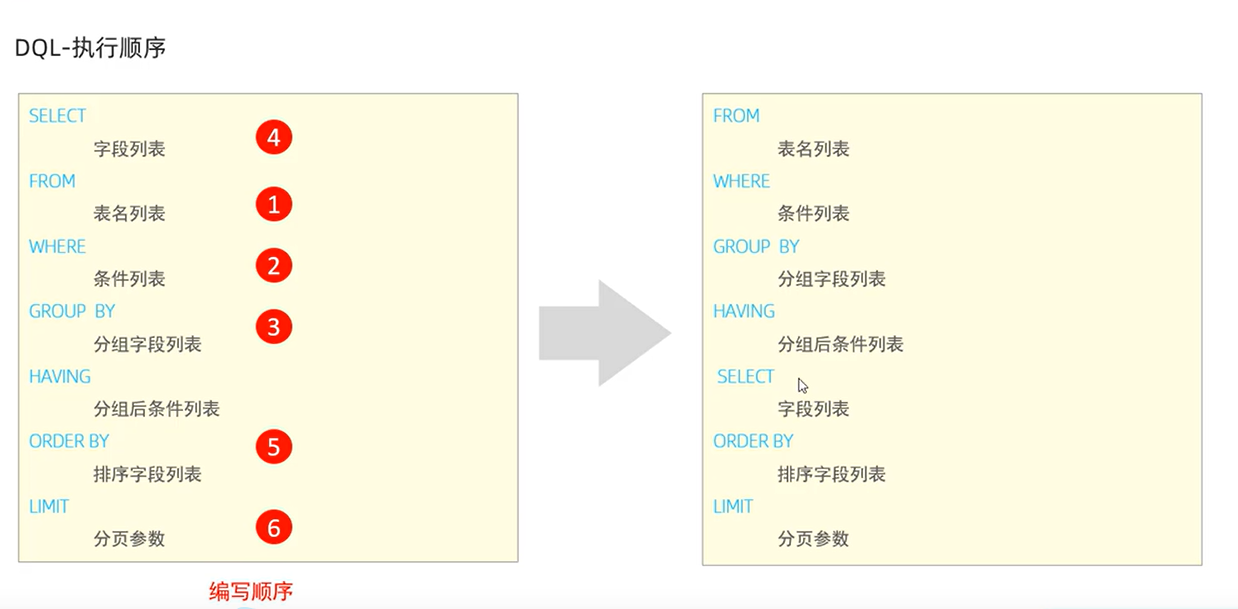 DQL-执行顺序
SELECT
字段列表
4
FROM
表名列表
1
WHERE
条件列表
2
GROUP BY
分组字段列表
3
HAVING
分组后条件列表
ORDER BY
排序字段列表
5
LIMIT
分页参数
6
编写顺序
FROM
表名列表
WHERE
条件列表
GROUP BY
分组字段列表
HAVING
分组后条件列表
SELECT
字段列表
ORDER BY
排序字段列表
LIMIT
分页参数